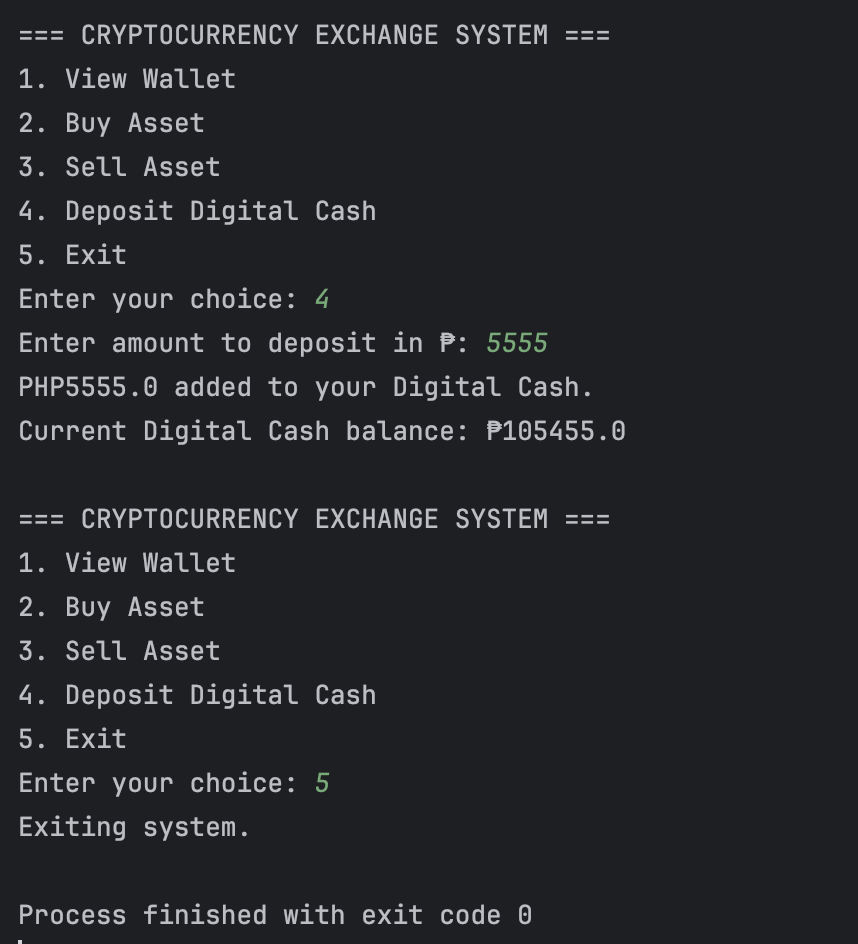 === CRYPTOCURRENCY EXCHANGE SYSTEM ===
1. View Wallet
2. Buy Asset
3. Sell Asset
4. Deposit Digital Cash
5. Exit
Enter your choice: 4
Enter amount to deposit in ₱: 5555
PHP5555.0 added to your Digital Cash.
Current Digital Cash balance: ₱105455.0

=== CRYPTOCURRENCY EXCHANGE SYSTEM ===
1. View Wallet
2. Buy Asset
3. Sell Asset
4. Deposit Digital Cash
5. Exit
Enter your choice: 5
Exiting system.

Process finished with exit code 0